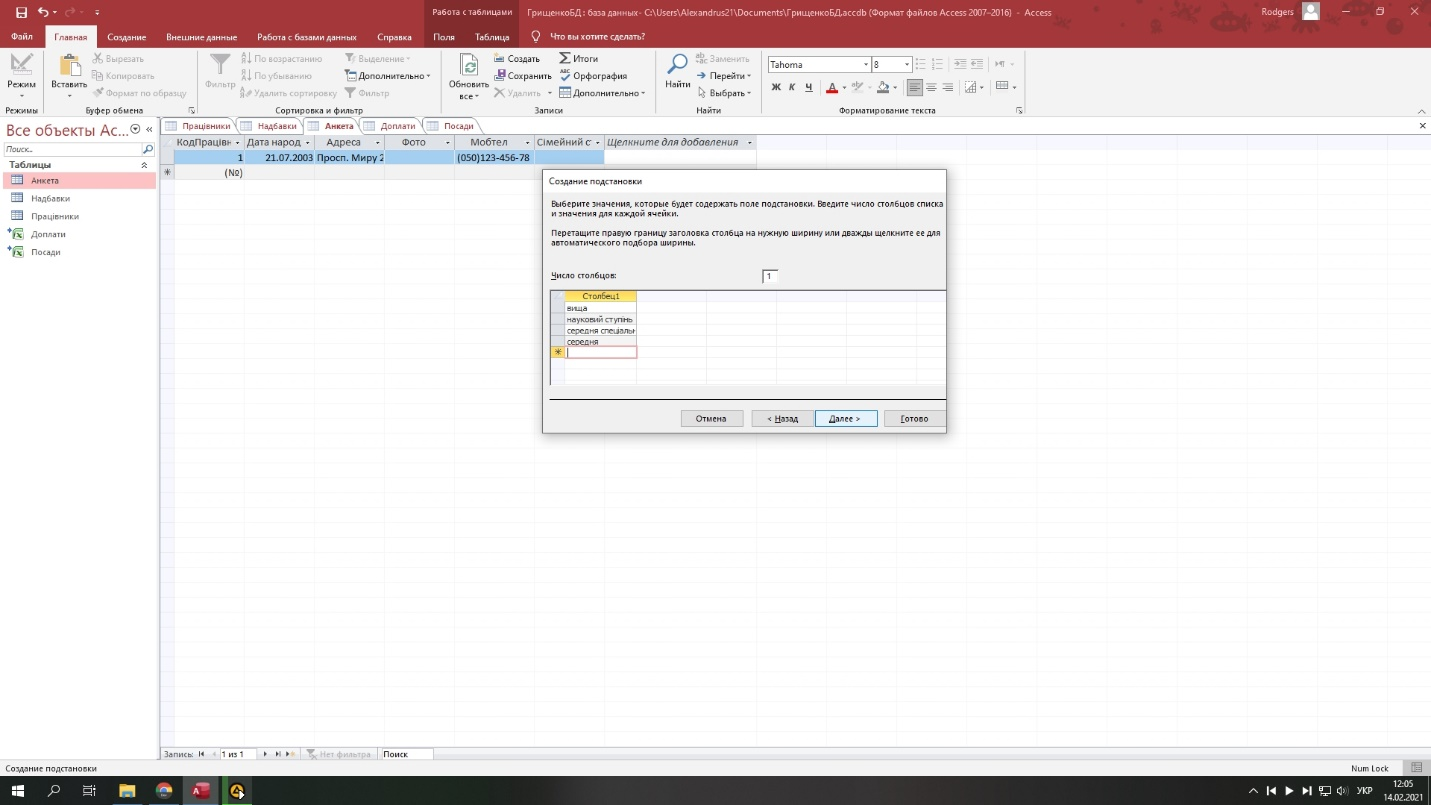 Работа с таблицами
ГрищенкоБД : база данных- C:\Users\Alexandrus21\Documents\ГрищенкоБД.accdb (Формат файлов Access 2007–2016) - Access
Rodgers
Файл Главная Создание Внешние данные Работа с базами данных Справка Поля Таблица Что вы хотите сделать?
Вырезать По возрастанию Выделение Создать Итоги Заменить Tahoma 8
Режим Вставить Копировать Фильтр По убыванию Дополнительно Обновить все Сохранить Орфография Найти Перейти Ж К Ч А
Формат по образцу Удалить сортировку Фильтр Удалить Дополнительно Выбрать
Режимы Буфер обмена Сортировка и фильтр Записи Найти Форматирование текста
Все объекты Ac... «
Працівники Надбавки Анкета Доплати Посади
Поиск...
КодПрацівн Дата народ Адреса Фото Мобтел Сімейний с Щелкните для добавления
Таблицы
1 21.07.2003 Просп. Миру 2 (050)123-456-78
(№)
Анкета
Надбавки
Працівники
Доплати
Посади
Создание подстановки
Выберите значения, которые будет содержать поле подстановки. Введите число столбцов списка
и значения для каждой ячейки.
Перетащите правую границу заголовка столбца на нужную ширину или дважды щелкните ее для
автоматического подбора ширины.
Число столбцов: 1
Столбец1
вища
науковий ступінь
середня спеціальн
середня
Отмена < Назад Далее > Готово
Запись: 1 из 1 Нет фильтра Поиск
Создание подстановки Num Lock
УКР 12:05
14.02.2021